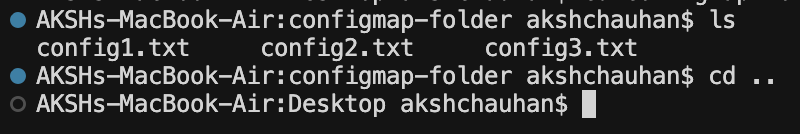 AKSHs-MacBook-Air:configmap-folder akshchauhan$ ls
config1.txt config2.txt config3.txt
AKSHs-MacBook-Air:configmap-folder akshchauhan$ cd ..
AKSHs-MacBook-Air:Desktop akshchauhan$